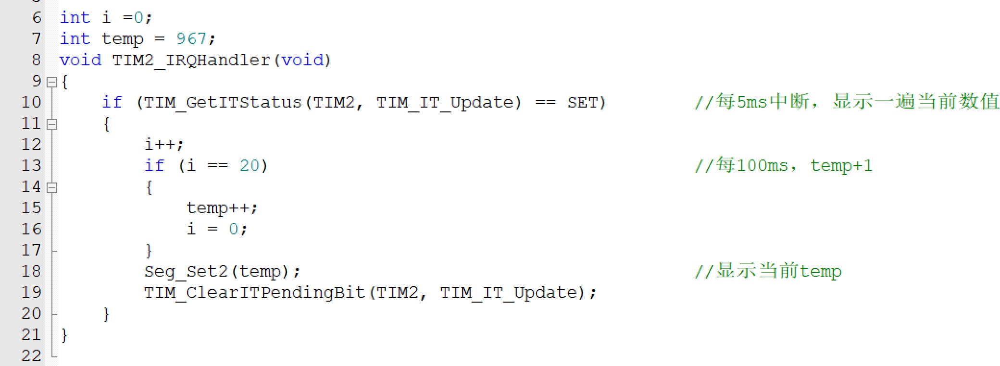 6 int i =0;
7 int temp = 967;
8 void TIM2_IRQHandler(void)
9 {
10 if (TIM_GetITStatus(TIM2, TIM_IT_Update) == SET) //每5ms中断，显示一遍当前数值
11 {
12 i++;
13 if (i == 20) //每100ms，temp+1
14 {
15 temp++;
16 i = 0;
17 }
18 Seg_Set2(temp); //显示当前temp
19 TIM_ClearITPendingBit(TIM2, TIM_IT_Update);
20 }
21 }
22